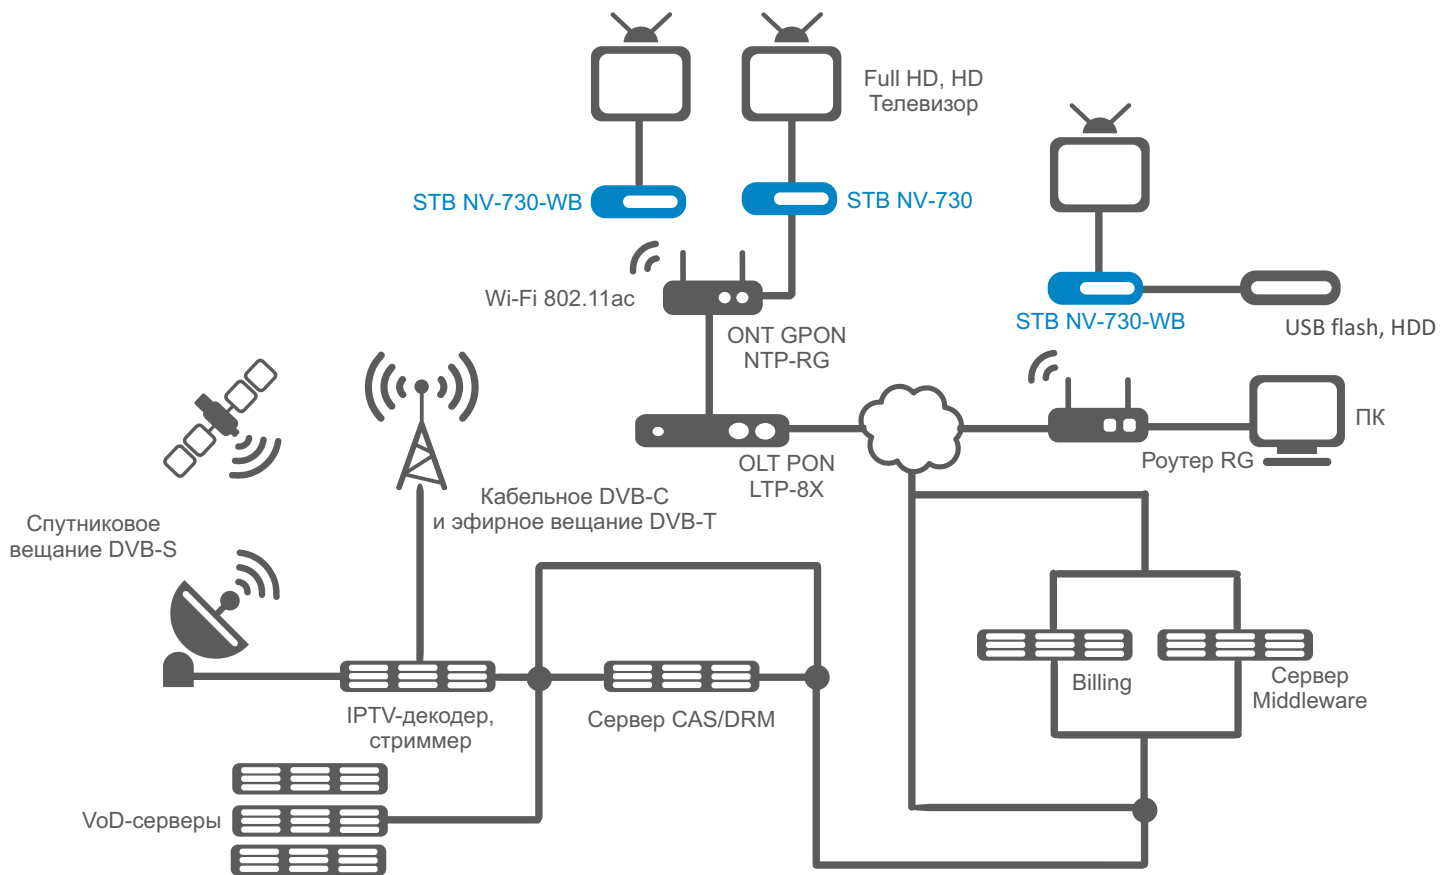 Full HD, HD
Телевизор
STB NV-730-WB
STB NV-730
Wi-Fi 802.11ac
ONT GPON
NTP-RG
STB NV-730-WB
USB flash, HDD
ПК
Роутер RG
OLT PON
LTP-8X
Кабельное DVB-C
и эфирное вещание DVB-T
Спутниковое
вещание DVB-S
IPTV-декодер,
стриммер
Сервер CAS/DRM
Billing
Сервер
Middleware
VoD-серверы